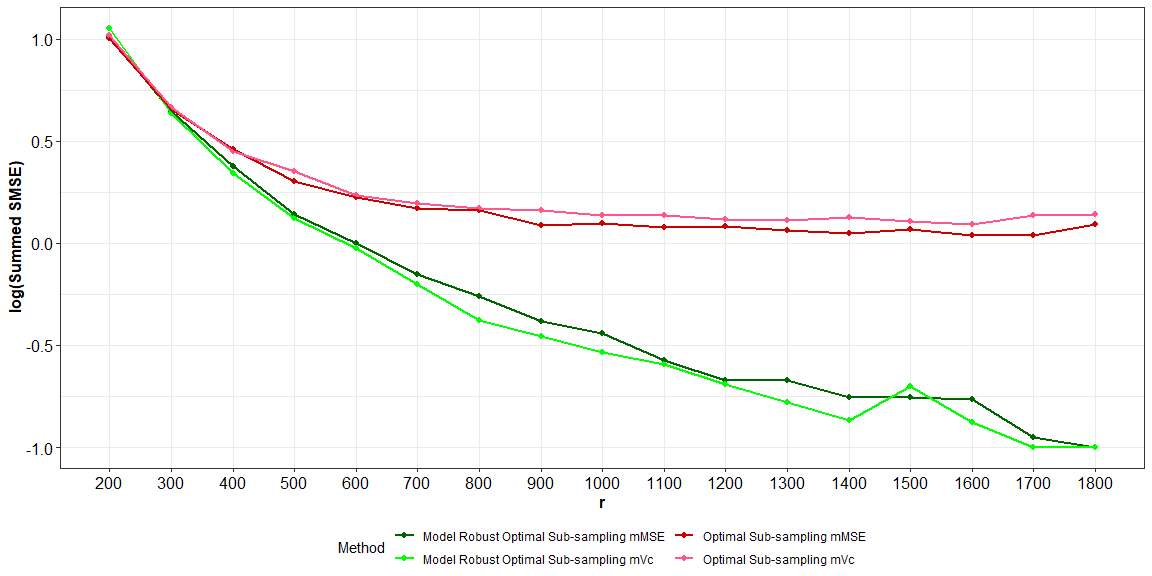 log(Summed SMSE)
1.0
0.5
0.0
-0.5
-1.0
200 300 400 500 600 700 800 900 1000 1100 1200 1300 1400 1500 1600 1700 1800
r
Method
Model Robust Optimal Sub-sampling mMSE
Optimal Sub-sampling mMSE
Model Robust Optimal Sub-sampling mVc
Optimal Sub-sampling mVc